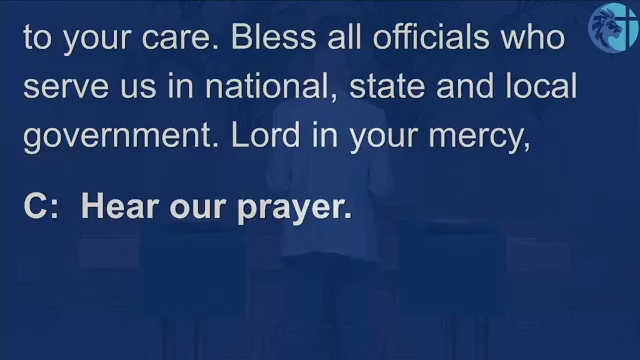 to your care. Bless all officials who
serve us in national, state and local
government. Lord in your mercy,
C: Hear our prayer.